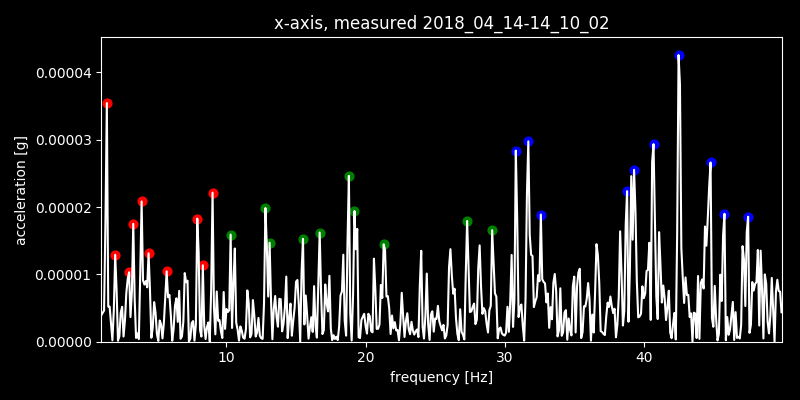 x-axis, measured 2018_04_14-14_10_02
0.00004
0.00003
0.00002
0.00001
0.00000
acceleration [g]
10 20 30 40
frequency [Hz]